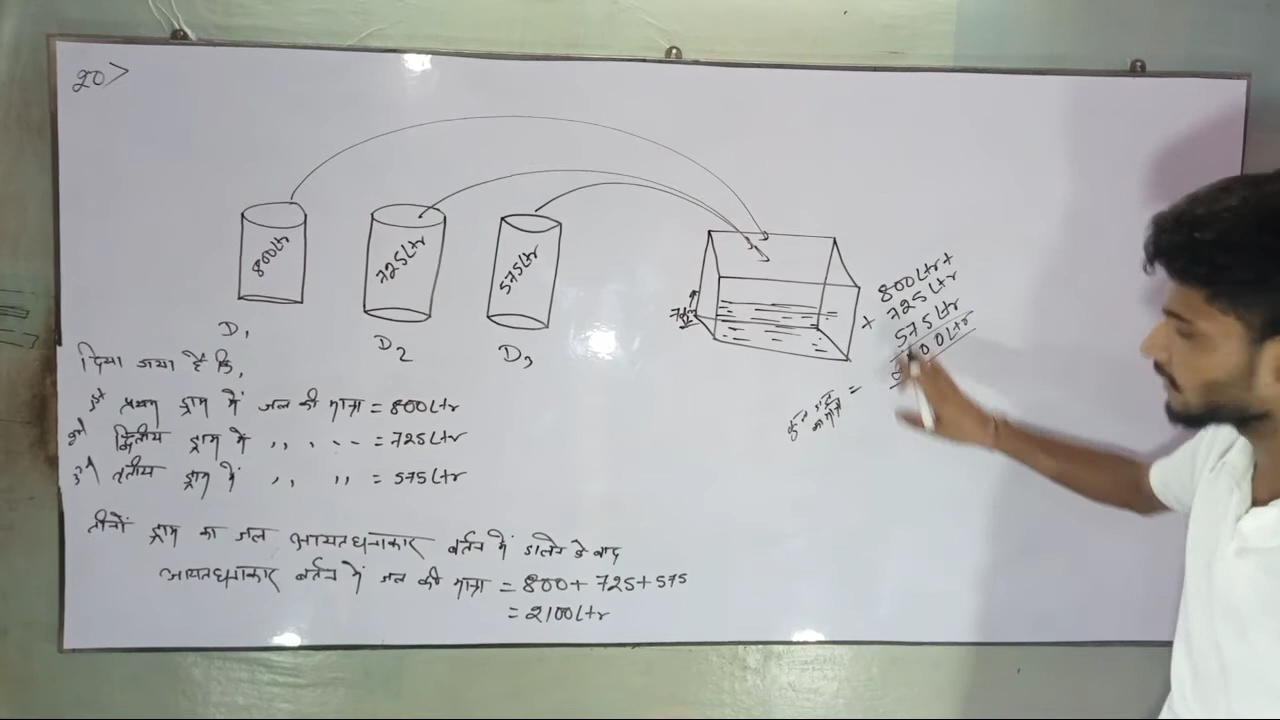 20>
800Ltr
725Ltr
575Ltr
D1
D2
D3
800Ltr+
725Ltr
+ 575Ltr
00Ltr
=
दिया गया है कि,
प्रथम ड्राम में जल की मात्रा = 800Ltr
द्वितीय ड्राम में ,, ,, = 725Ltr
तृतीय ड्राम में ,, ,, = 575Ltr
तीनों ड्राम का जल आयतघनाकार बर्तन में डालने के बाद
आयतघनाकार बर्तन में जल की मात्रा = 800+ 725+575
= 2100Ltr